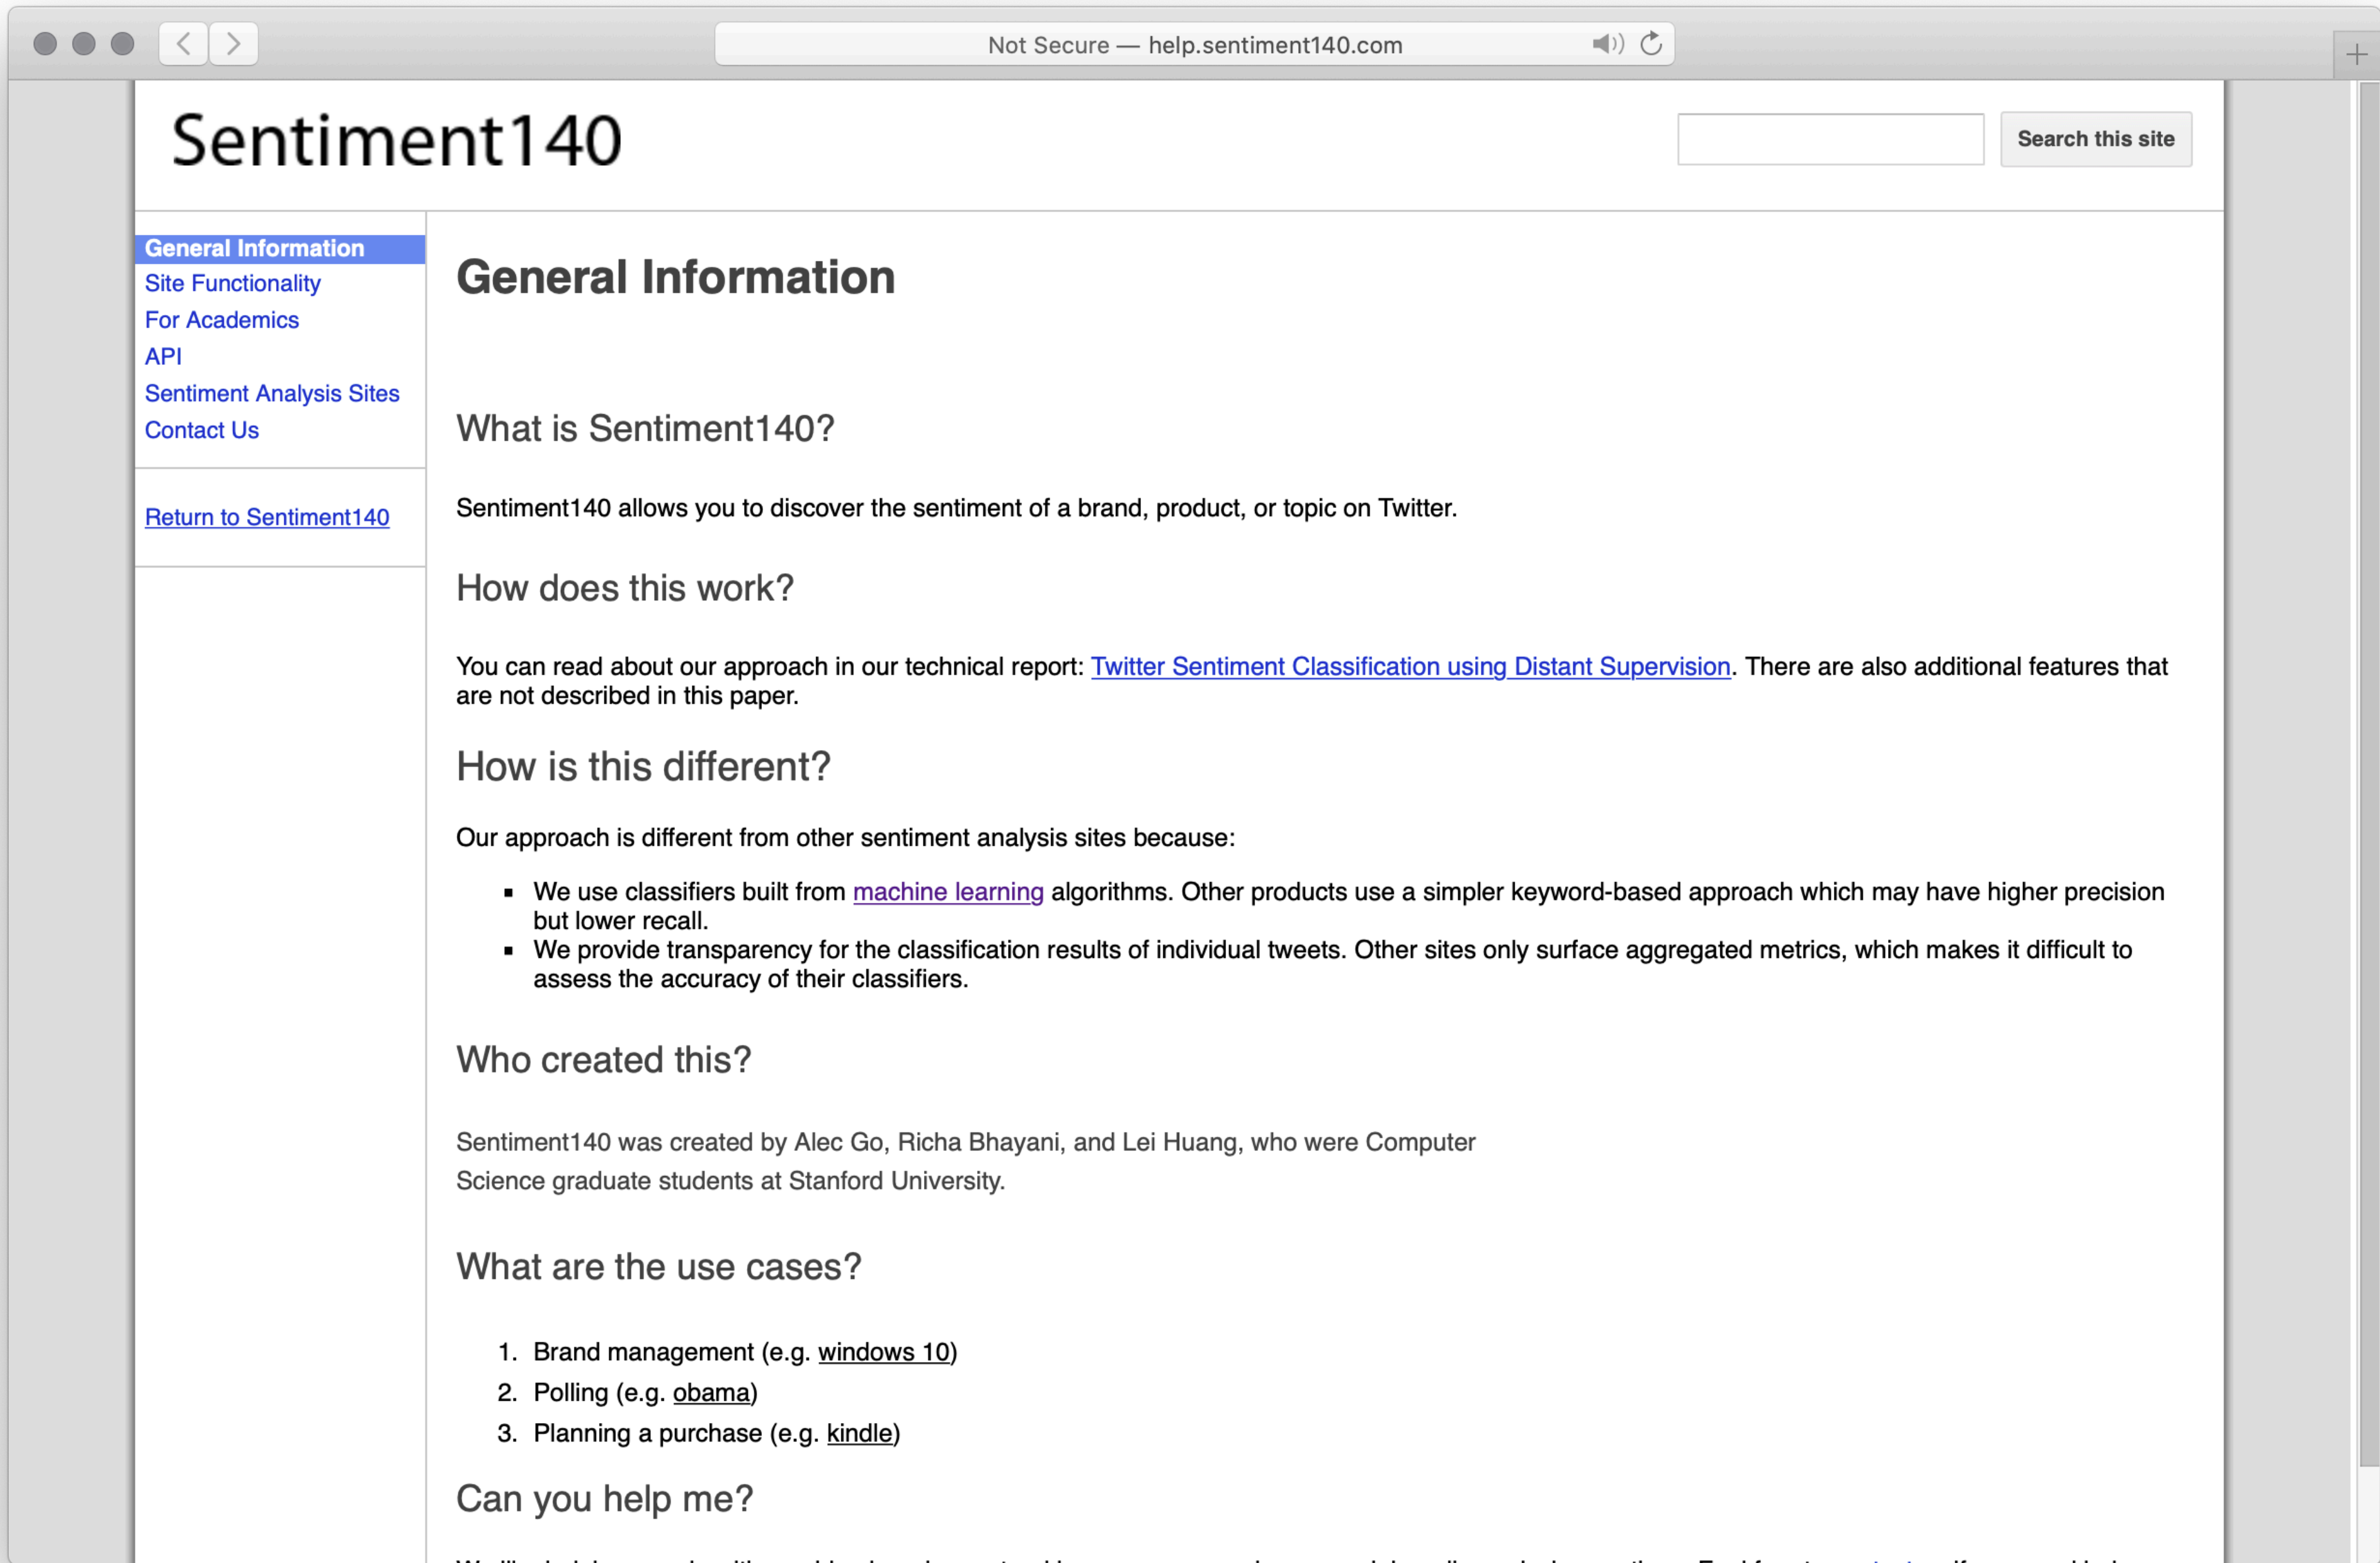 Not Secure — help.sentiment140.com
Sentiment140
Search this site
General Information
Site Functionality
For Academics
API
Sentiment Analysis Sites
Contact Us
Return to Sentiment140
General Information
What is Sentiment140?
Sentiment140 allows you to discover the sentiment of a brand, product, or topic on Twitter.
How does this work?
You can read about our approach in our technical report: Twitter Sentiment Classification using Distant Supervision. There are also additional features that
are not described in this paper.
How is this different?
Our approach is different from other sentiment analysis sites because:
▪ We use classifiers built from machine learning algorithms. Other products use a simpler keyword-based approach which may have higher precision
but lower recall.
▪ We provide transparency for the classification results of individual tweets. Other sites only surface aggregated metrics, which makes it difficult to
assess the accuracy of their classifiers.
Who created this?
Sentiment140 was created by Alec Go, Richa Bhayani, and Lei Huang, who were Computer
Science graduate students at Stanford University.
What are the use cases?
1. Brand management (e.g. windows 10)
2. Polling (e.g. obama)
3. Planning a purchase (e.g. kindle)
Can you help me?